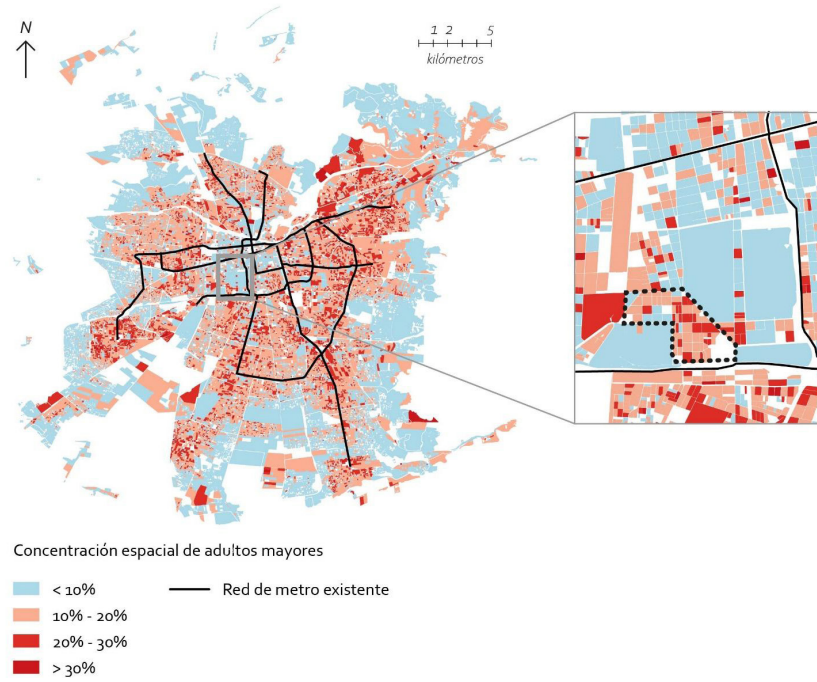 N
1 2 5
kilómetros
Concentración espacial de adultos mayores
< 10%
Red de metro existente
10% - 20%
20% - 30%
> 30%